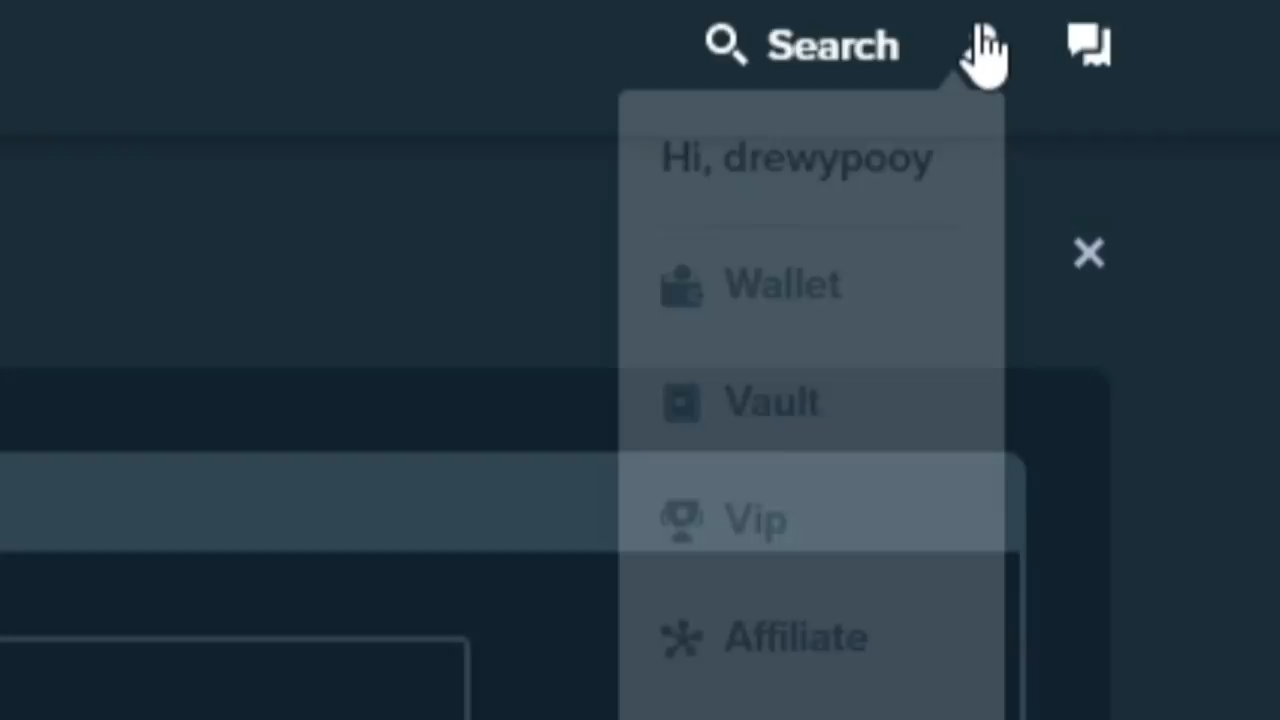 Search
Hi, drewypooy
Wallet
Vault
Vip
Affiliate